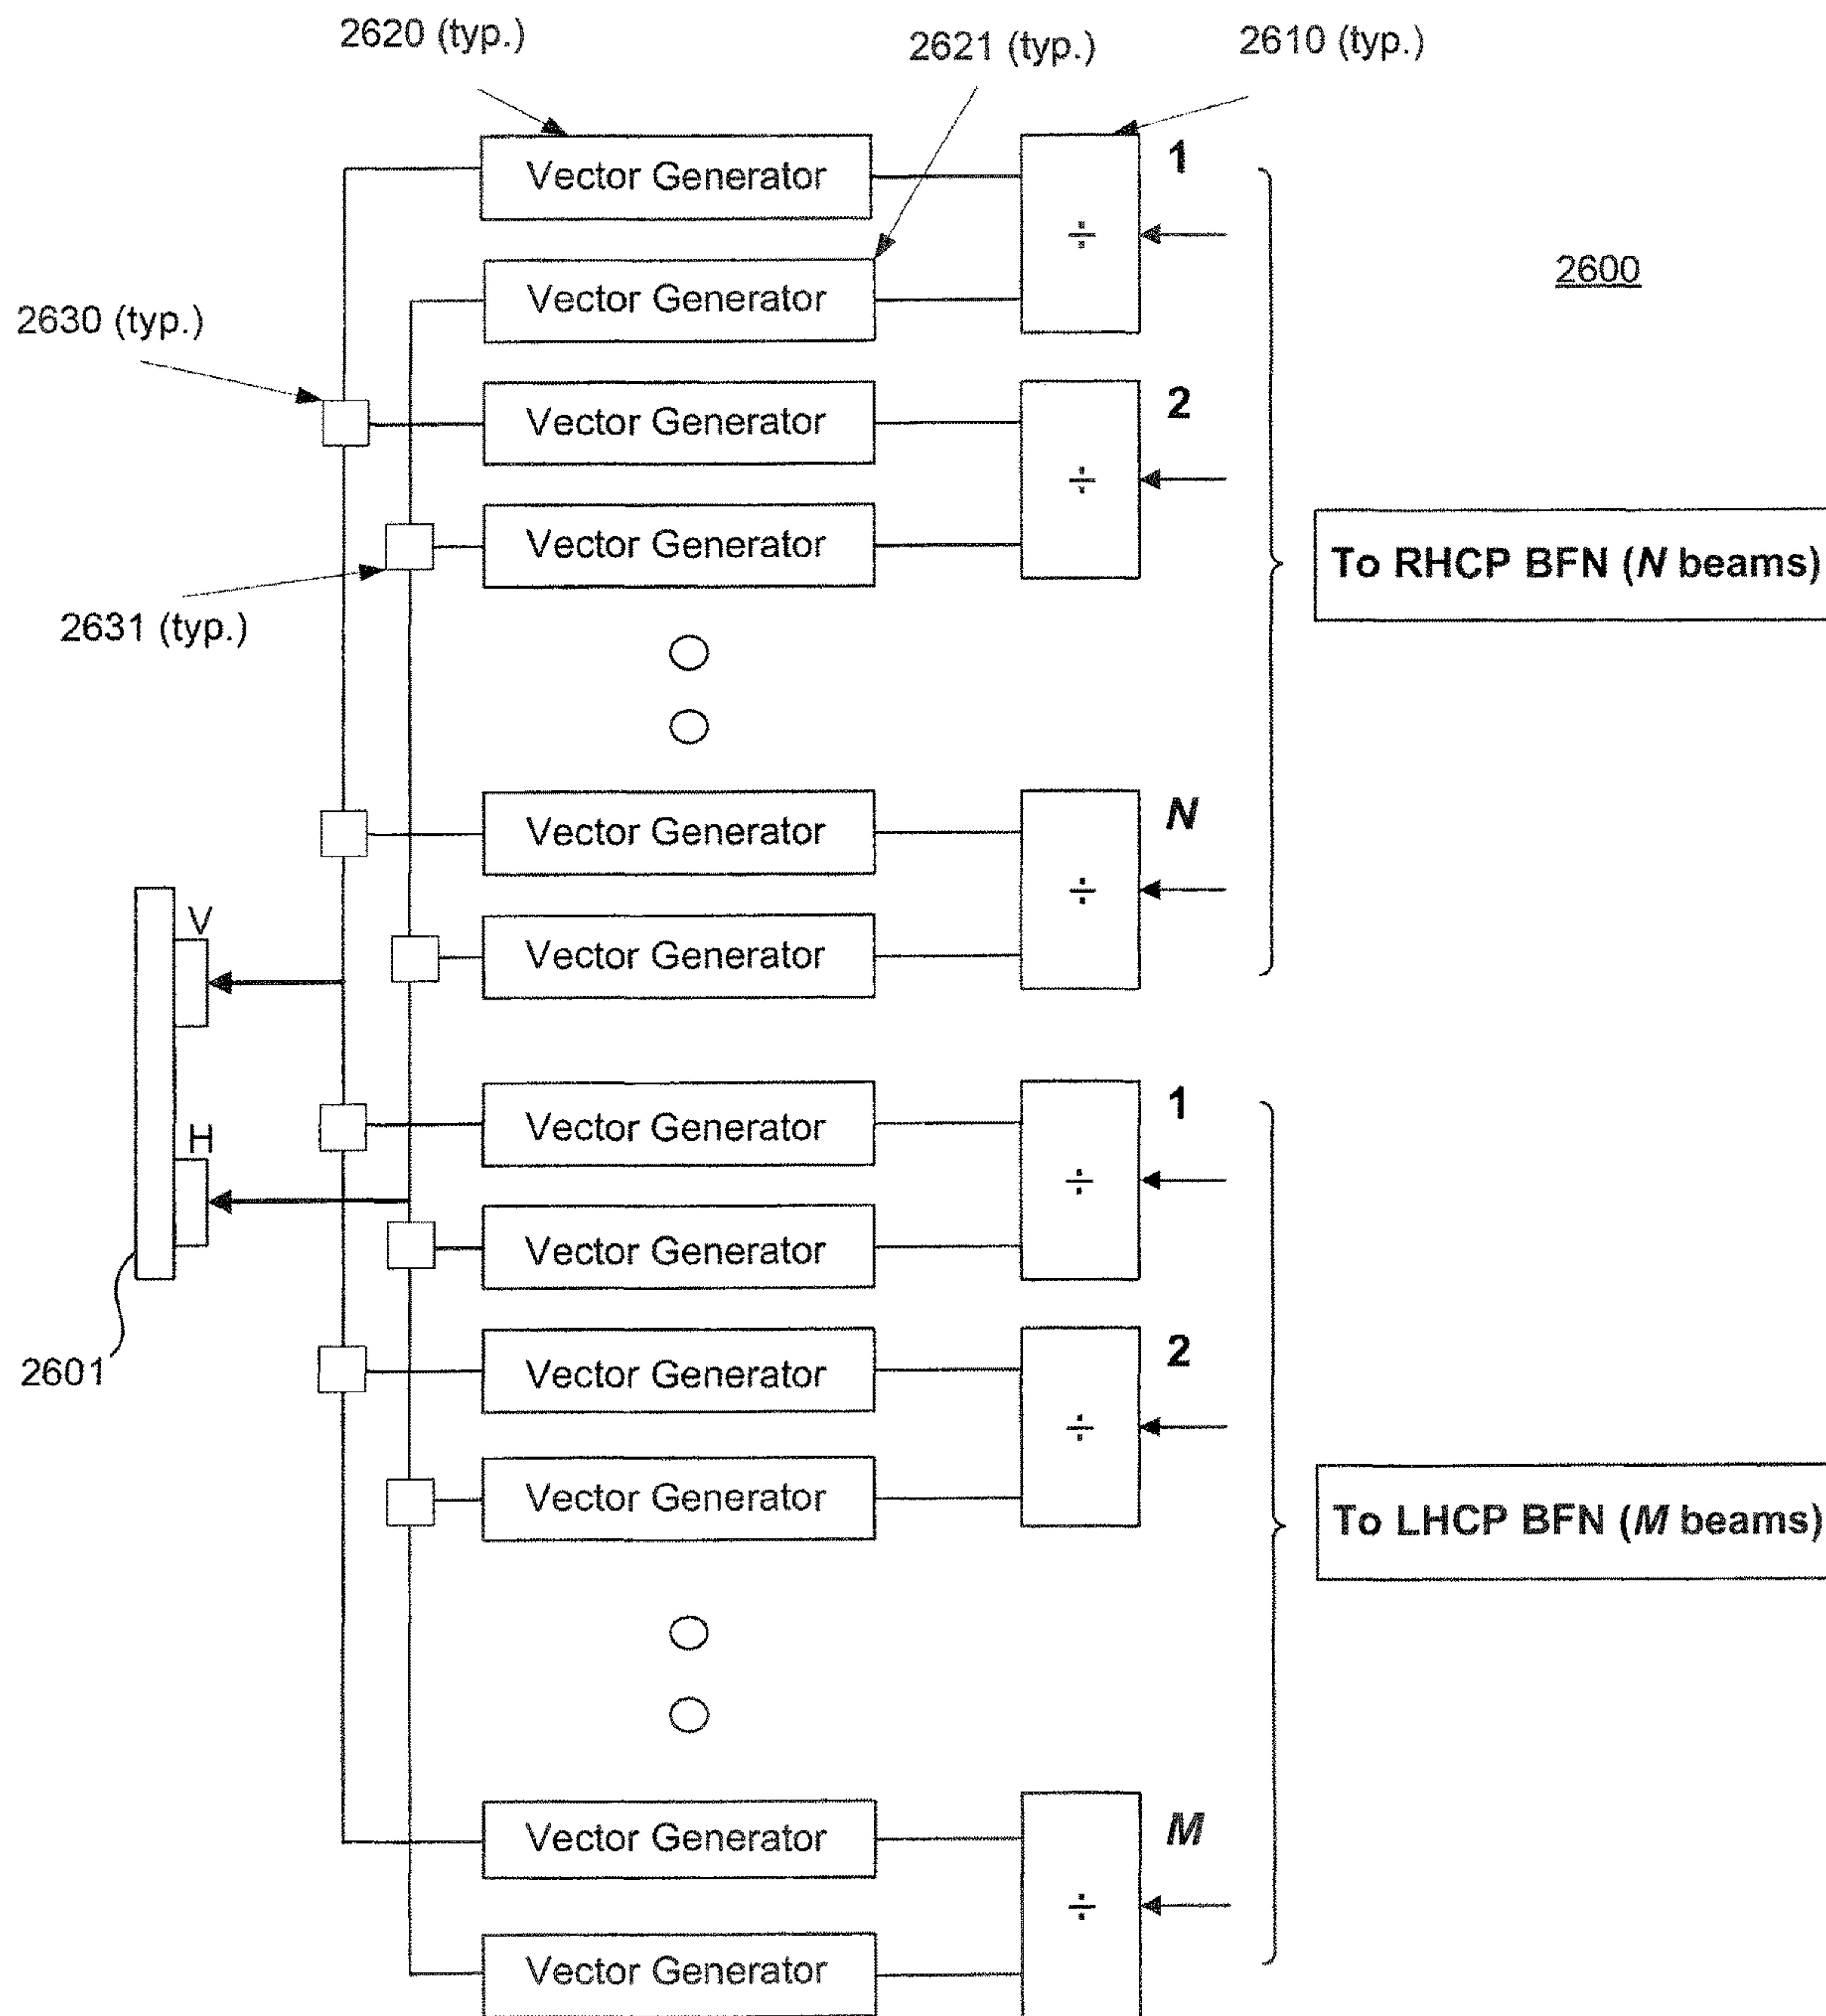 2620 (typ.)
2621 (typ.)
2610 (typ.)
Vector Generator
1
÷
2600
Vector Generator
2630 (typ.)
Vector Generator
2
÷
To RHCP BFN (N beams)
Vector Generator
2631 (typ.)
Vector Generator
N
÷
V
Vector Generator
Vector Generator
1
H
÷
Vector Generator
2601
Vector Generator
2
÷
Vector Generator
To LHCP BFN (M beams)
Vector Generator
M
÷
Vector Generator